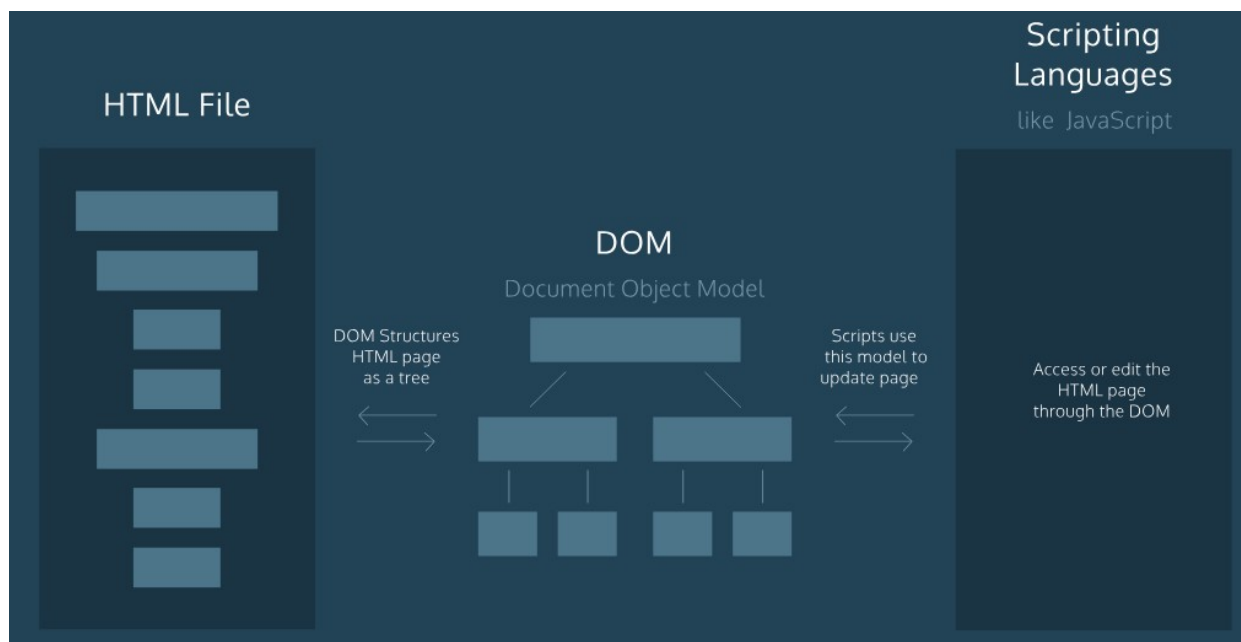 HTML File
DOM Structures
HTML page
as a tree
DOM
Document Object Model
Scripts use
this model to
update page
Scripting
Languages
like JavaScript
Access or edit the
HTML page
through the DOM